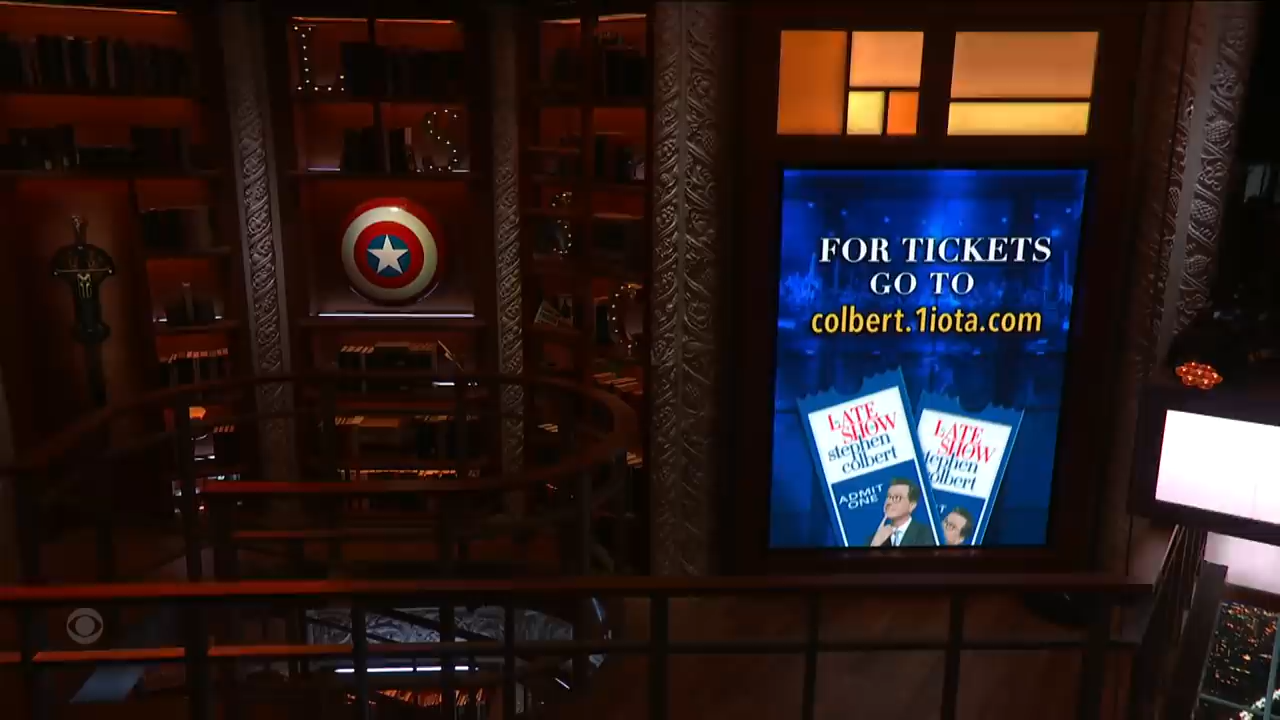 L
S
FOR TICKETS
GO TO
colbert.1iota.com
LATE
SHOW
stephen
colbert
ADMIT
ONE
LATE
SHOW
stephen
colbert